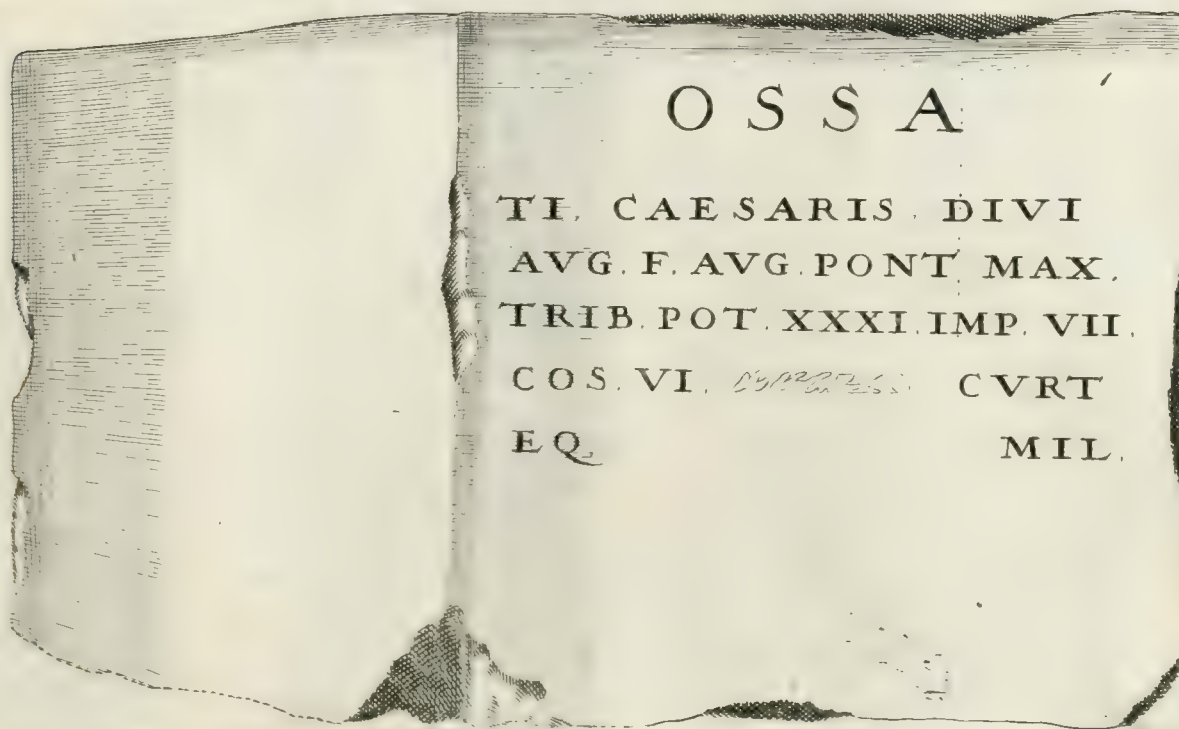 OSSA
TI. CAESARIS. DIVI
AVG. F. AVG. PONT MAX.
TRIB. POT. XXXI. IMP. VII.
COS. VI. CVRT
EQ MIL.